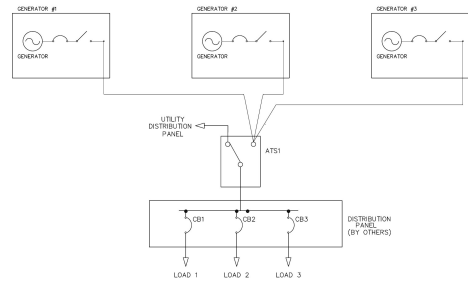 GENERATOR #1
GENERATOR #2
GENERATOR #3
GENERATOR
GENERATOR
GENERATOR
UTILITY
DISTRIBUTION
PANEL
ATS1
CB1
CB2
CB3
DISTRIBUTION
PANEL
(BY OTHERS)
LOAD 1
LOAD 2
LOAD 3